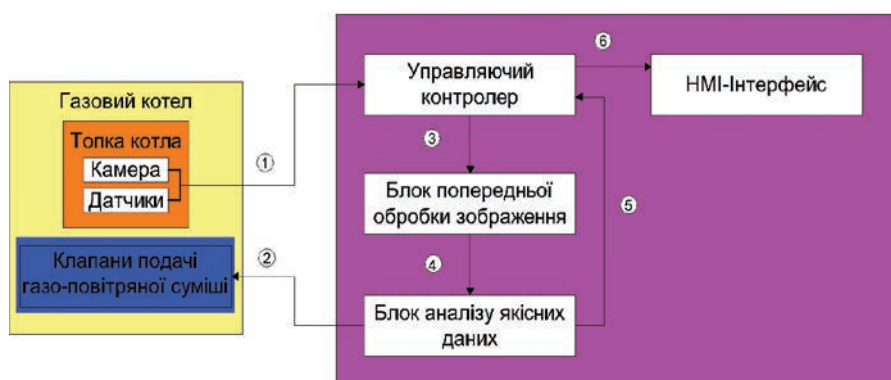 Газовий котел
Топка котла
Камера
Датчики
Клапани подачі
газо-повітряної суміші
①
②
Управляючий
контролер
⑥
НМІ-Інтерфейс
③
Блок попередньої
обробки зображення
⑤
④
Блок аналізу якісних
даних